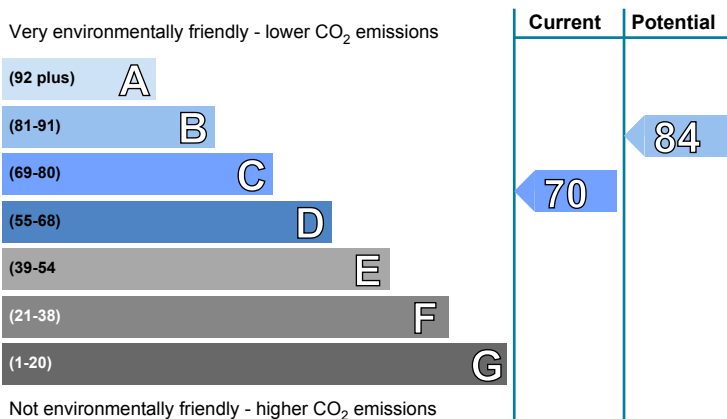 Very environmentally friendly - lower CO2 emissions
Current
Potential
(92 plus) A
(81-91) B
(69-80) C
(55-68) D
(39-54 E
(21-38) F
(1-20) G
84
70
Not environmentally friendly - higher CO2 emissions